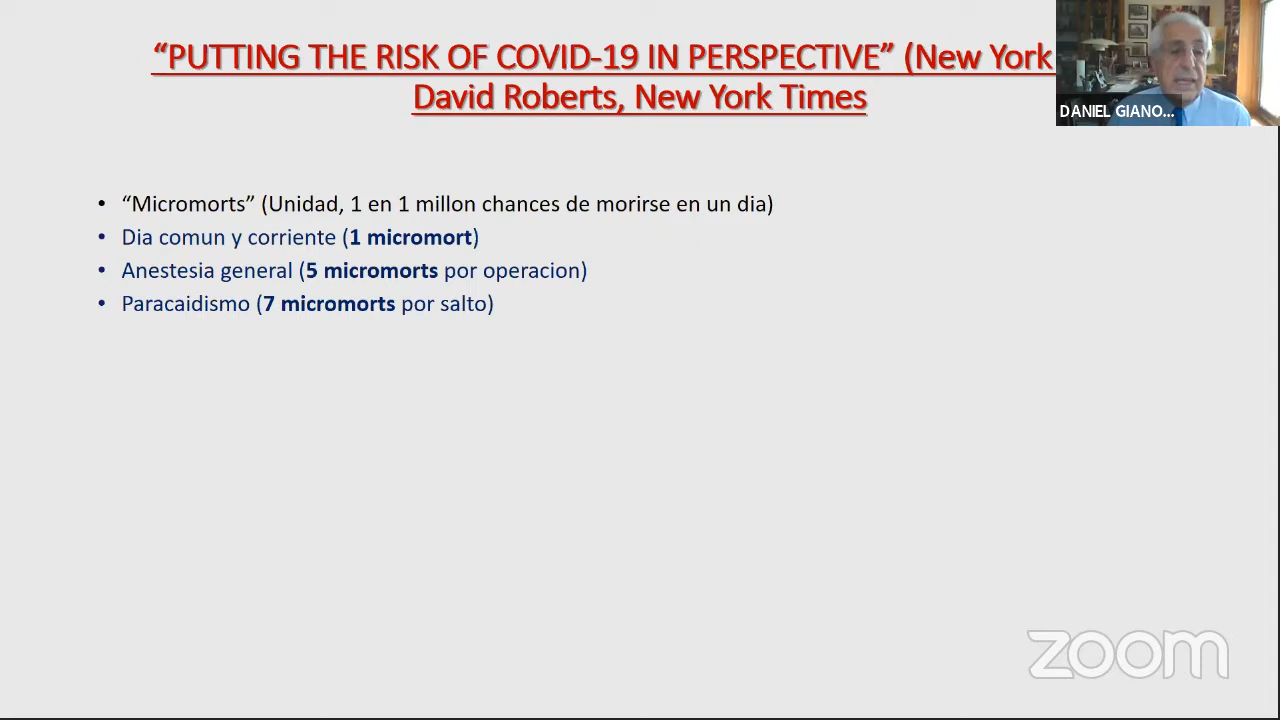 “PUTTING THE RISK OF COVID-19 IN PERSPECTIVE” (New York
David Roberts, New York Times
DANIEL GIANO...
• “Micromorts” (Unidad, 1 en 1 millon chances de morirse en un dia)
• Dia comun y corriente (1 micromort)
• Anestesia general (5 micromorts por operacion)
• Paracaidismo (7 micromorts por salto)
zoom